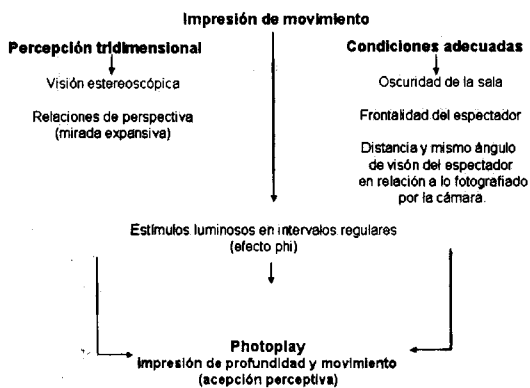 Impresión de movimiento
Percepción tridimensional
Visión estereoscópica
Relaciones de perspectiva
(mirada expansiva)
Condiciones adecuadas
Oscuridad de la sala
Frontalidad del espectador
Distancia y mismo ángulo
de visón del espectador
en relación a lo fotografiado
por la cámara.
Estímulos luminosos en intervalos regulares
(efecto phi)
Photoplay
Impresión de profundidad y movimiento
(acepción perceptiva)